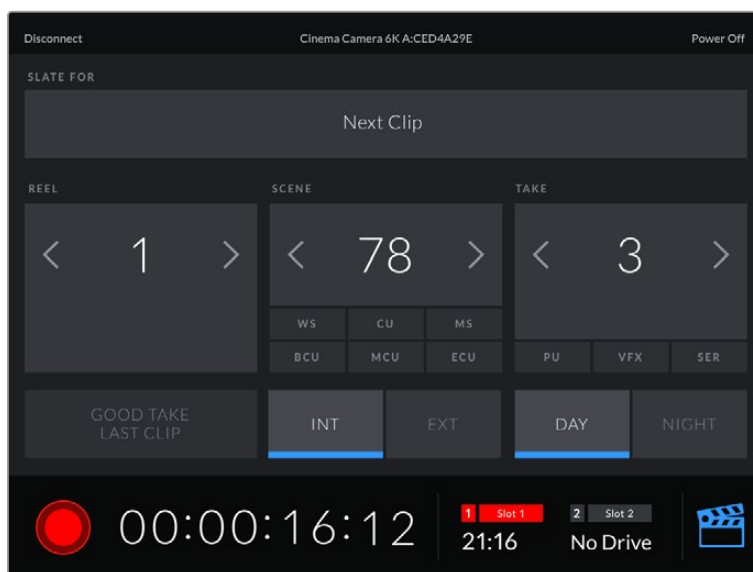 Disconnect Cinema Camera 6K A:CED4A29E Power Off
SLATE FOR
Next Clip
REEL SCENE TAKE
1 78 3
WS CU MS
BCU MCU ECU PU VFX SER
GOOD TAKE
LAST CLIP
INT EXT DAY NIGHT
00:00:16:12
1 Slot 1 2 Slot 2
21:16 No Drive